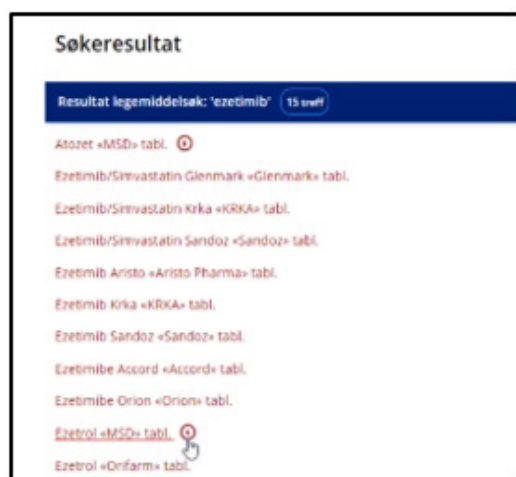 Søkeresultat
Resultat legemiddelsøk: 'ezetimib' 15 treff
Atozet «MSD» tabl.
Ezetimib/Simvastatin Glenmark «Glenmark» tabl.
Ezetimib/Simvastatin Krka «KRKA» tabl.
Ezetimib/Simvastatin Sandoz «Sandoz» tabl.
Ezetimib Aristo «Aristo Pharma» tabl.
Ezetimib Krka «KRKA» tabl.
Ezetimib Sandoz «Sandoz» tabl.
Ezetimibe Accord «Accord» tabl.
Ezetimibe Orion «Orion» tabl.
Ezetrol «MSD» tabl.
Ezetrol «Orifarm» tabl.